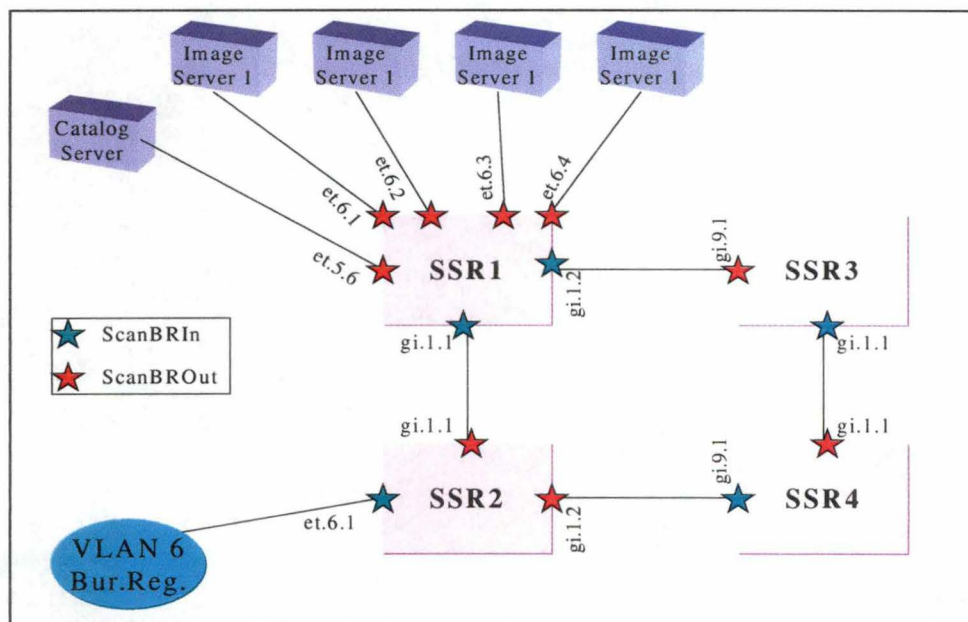 Image
Server 1
Image
Server 1
Image
Server 1
Image
Server 1
Catalog
Server
et.6.1
et.6.2
et.6.3
et.6.4
et.5.6
SSR1
gi.1.2
gi.9.1
SSR3
ScanBRIn
ScanBROut
gi.1.1
gi.1.1
gi.1.1
gi.1.1
SSR2
gi.1.2
gi.9.1
SSR4
et.6.1
VLAN 6
Bur.Reg.